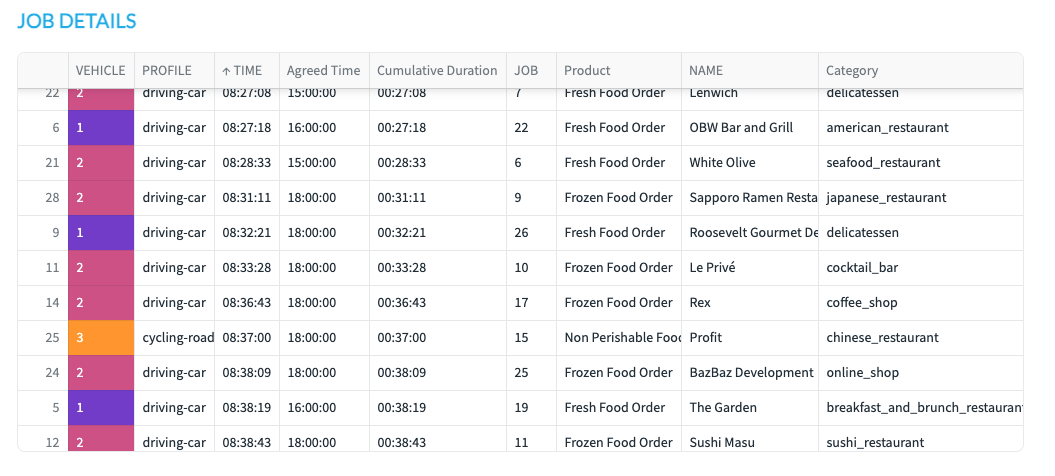 JOB DETAILS
VEHICLE PROFILE ↑ TIME Agreed Time Cumulative Duration JOB Product NAME Category
22 2 driving-car 08:27:08 15:00:00 00:27:08 7 Fresh Food Order Lenwich delicatessen
6 1 driving-car 08:27:18 16:00:00 00:27:18 22 Fresh Food Order OBW Bar and Grill american_restaurant
21 2 driving-car 08:28:33 15:00:00 00:28:33 6 Fresh Food Order White Olive seafood_restaurant
28 2 driving-car 08:31:11 18:00:00 00:31:11 9 Frozen Food Order Sapporo Ramen Resta japanese_restaurant
9 1 driving-car 08:32:21 18:00:00 00:32:21 26 Fresh Food Order Roosevelt Gourmet De delicatessen
11 2 driving-car 08:33:28 18:00:00 00:33:28 10 Frozen Food Order Le Privé cocktail_bar
14 2 driving-car 08:36:43 18:00:00 00:36:43 17 Frozen Food Order Rex coffee_shop
25 3 cycling-road 08:37:00 18:00:00 00:37:00 15 Non Perishable Food Profit chinese_restaurant
24 2 driving-car 08:38:09 18:00:00 00:38:09 25 Frozen Food Order BazBaz Development online_shop
5 1 driving-car 08:38:19 16:00:00 00:38:19 19 Fresh Food Order The Garden breakfast_and_brunch_restauran
12 2 driving-car 08:38:43 18:00:00 00:38:43 11 Frozen Food Order Sushi Masu sushi_restaurant